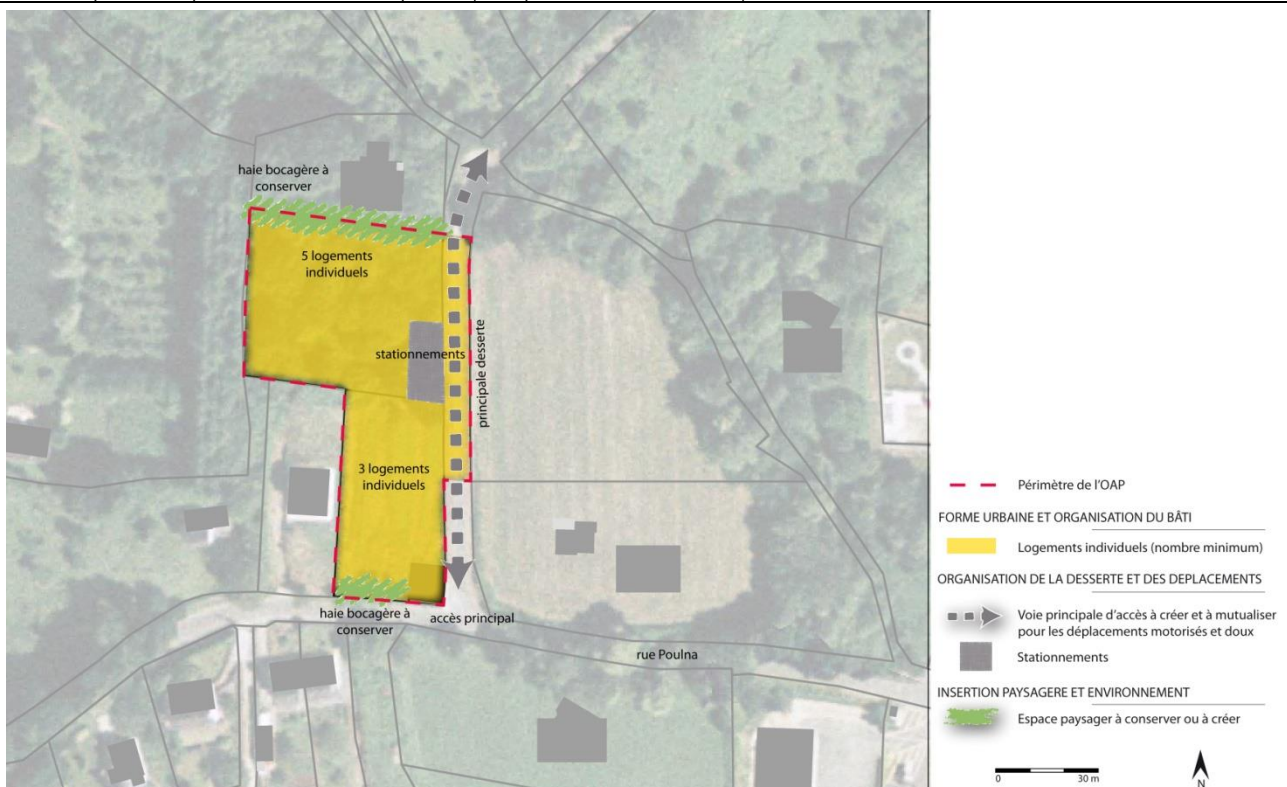 haie bocagère à
conserver
5 logements
individuels
stationnements
principale desserte
3 logements
individuels
haie bocagère à
conserver
accès principal
rue Poulna
Périmètre de l'OAP
FORME URBAINE ET ORGANISATION DU BÂTI
Logements individuels (nombre minimum)
ORGANISATION DE LA DESSERTE ET DES DEPLACEMENTS
Voie principale d'accès à créer et à mutualiser
pour les déplacements motorisés et doux
Stationnements
INSERTION PAYSAGERE ET ENVIRONNEMENT
Espace paysager à conserver ou à créer
0 30 m
N